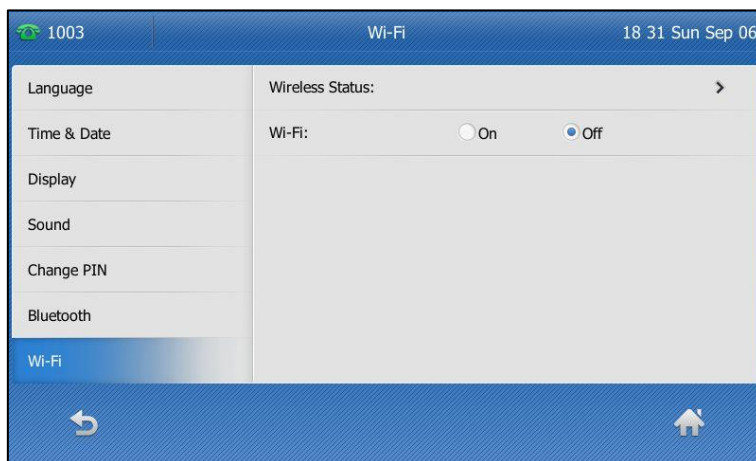 1003 Wi-Fi 18 31 Sun Sep 06
Language
Wireless Status:
Time & Date
Wi-Fi: On Off
Display
Sound
Change PIN
Bluetooth
Wi-Fi